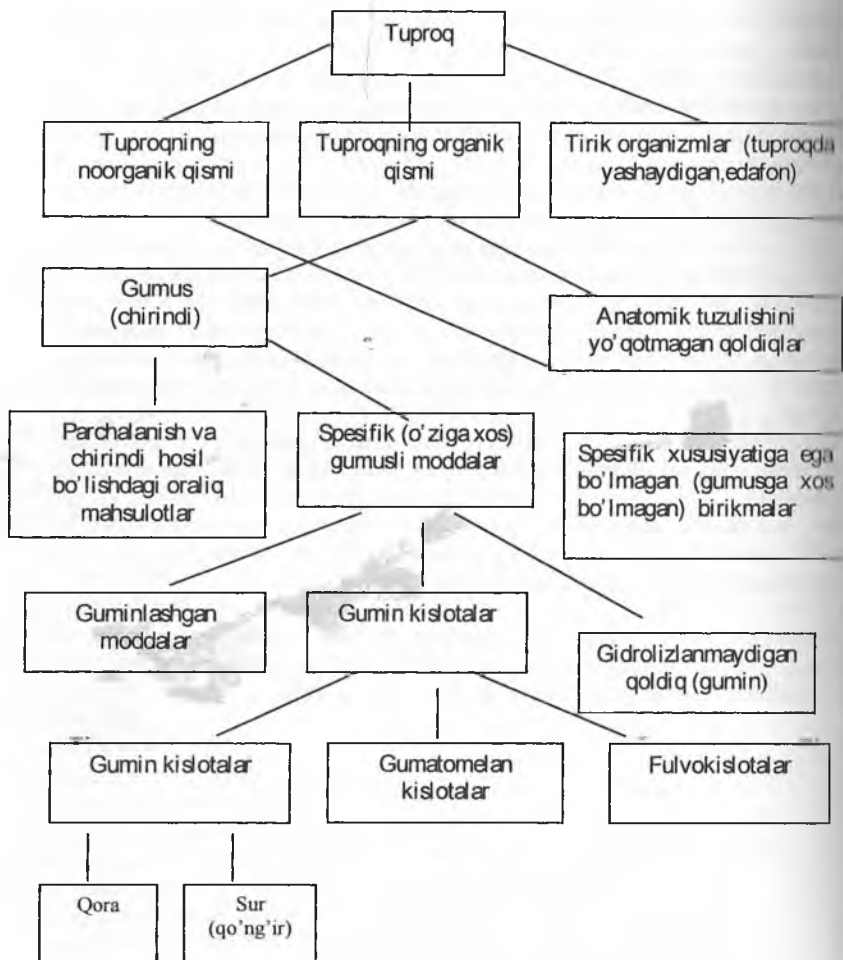 Tuproq
Tuproqning
noorganik qismi
Tuproqning organik
qismi
Tirik organizmlar (tuproqda
yashaydigan,edafon)
Gumus
(chirindi)
Anatomik tuzulishini
yo'qotmagan qoldiqlar
Parchalanish va
chirindi hosil
bo'lishdagi oraliq
mahsulotlar
Spesifik (o'ziga xos)
gumusli moddalar
Spesifik xususiyatiga ega
bo'lmagan (gumusga xos
bo'lmagan) birikmalar
Guminlashgan
moddalar
Gumin kislotalar
Gidrolizlanmaydigan
qoldiq (gumin)
Gumin kislotalar
Gumatomelan
kislotalar
Fulvokislotalar
Qora
Sur
(qo'ng'ir)